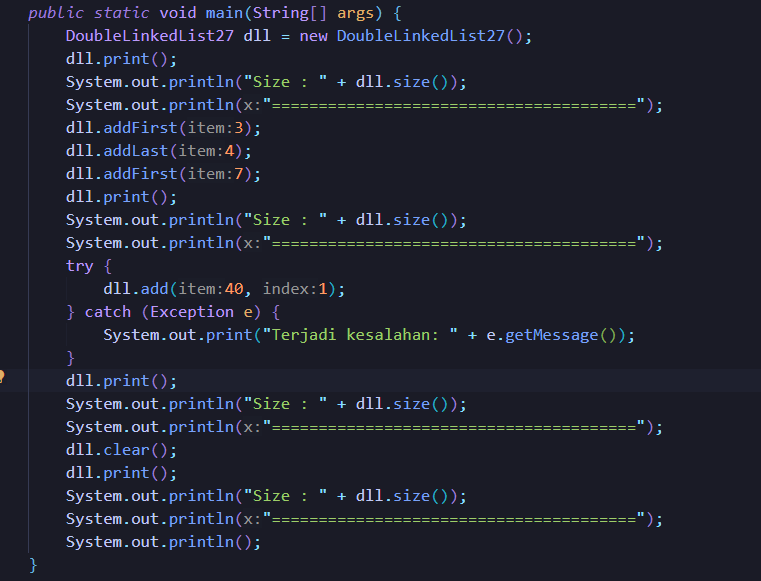 public static void main(String[] args) {
DoubleLinkedList27 dll = new DoubleLinkedList27();
dll.print();
System.out.println("Size : " + dll.size());
System.out.println(x:"=======================================");
dll.addFirst(item:3);
dll.addLast(item:4);
dll.addFirst(item:7);
dll.print();
System.out.println("Size : " + dll.size());
System.out.println(x:"=======================================");
try {
dll.add(item:40, index:1);
} catch (Exception e) {
System.out.print("Terjadi kesalahan: " + e.getMessage());
}
dll.print();
System.out.println("Size : " + dll.size());
System.out.println(x:"=======================================");
dll.clear();
dll.print();
System.out.println("Size : " + dll.size());
System.out.println(x:"=======================================");
System.out.println();
}